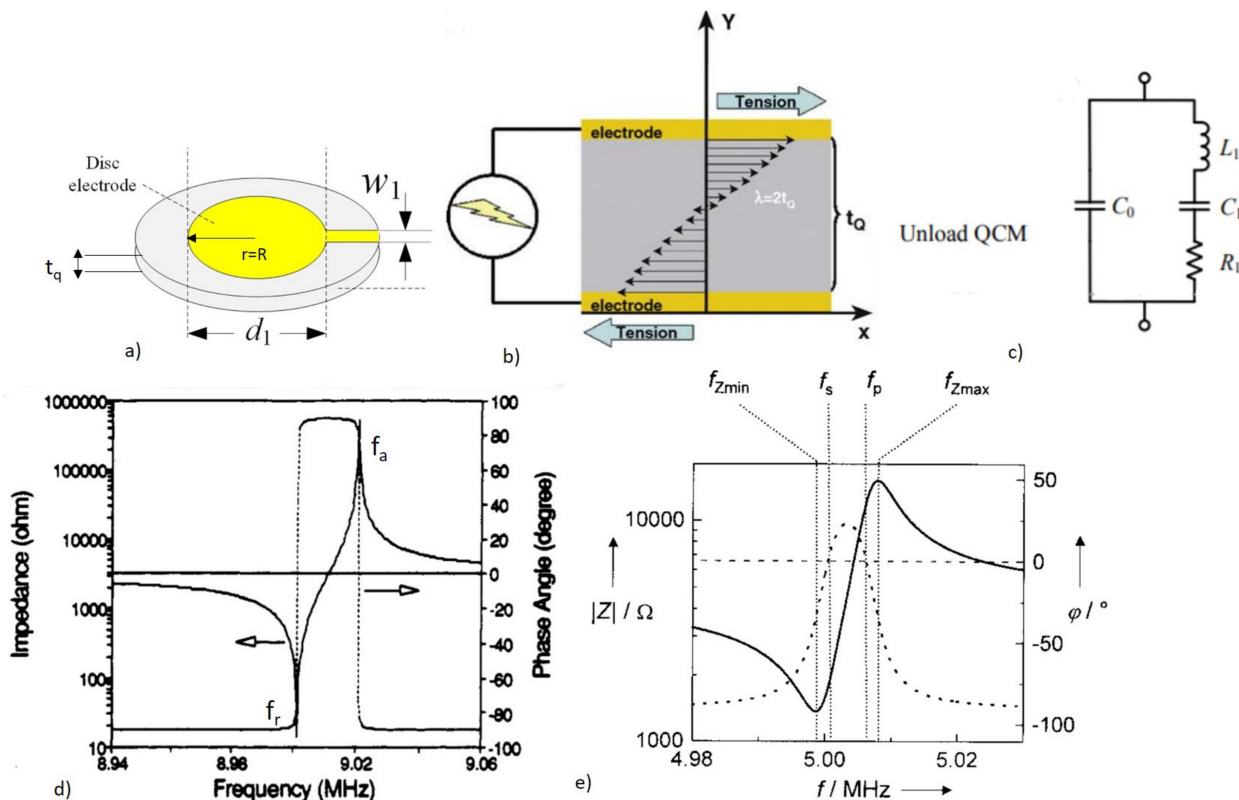 Disc
electrode
w1
r=R
tq
d1
a)
Y
Tension
electrode
λ=2tQ
tQ
electrode
Tension
x
b)
Unload QCM
C0
L1
C1
R1
c)
1000000
100000
10000
1000
100
10
Impedance (ohm)
100
80
60
40
20
0
-20
-40
-60
-80
-100
Phase Angle (degree)
fa
fr
8.94
8.98
9.02
9.06
Frequency (MHz)
d)
fZmin
fs
fp
fZmax
10000
1000
|Z| / Ω
50
0
-50
-100
φ / °
4.98
5.00
5.02
f / MHz
e)